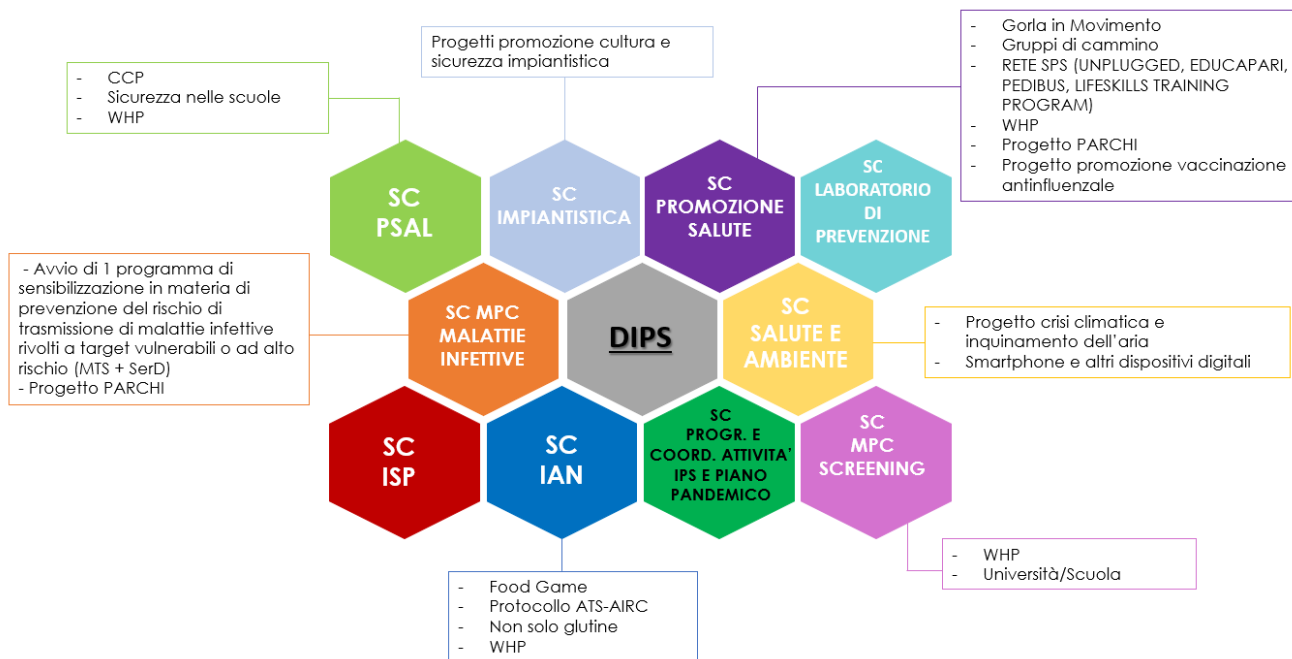 Progetti promozione cultura e
sicurezza impiantistica
- Gorla in Movimento
- Gruppi di cammino
- RETE SPS (UNPLUGGED, EDUCAPARI,
PEDIBUS, LIFESKILLS TRAINING
PROGRAM)
- WHP
- Progetto PARCHI
- Progetto promozione vaccinazione
antinfluenzale
- CCP
- Sicurezza nelle scuole
- WHP
SC
PSAL
SC
IMPIANTISTICA
SC
PROMOZIONE
SALUTE
SC
LABORATORIO
DI
PREVENZIONE
- Avvio di 1 programma di
sensibilizzazione in materia di
prevenzione del rischio di
trasmissione di malattie infettive
rivolti a target vulnerabili o ad alto
rischio (MTS + SerD)
- Progetto PARCHI
SC MPC
MALATTIE
INFETTIVE
DIPS
SC
SALUTE E
AMBIENTE
- Progetto crisi climatica e
inquinamento dell'aria
- Smartphone e altri dispositivi digitali
SC
ISP
SC
IAN
SC
PROGR. E
COORD. ATTIVITA'
IPS E PIANO
PANDEMICO
SC
MPC
SCREENING
- Food Game
- Protocollo ATS-AIRC
- Non solo glutine
- WHP
- WHP
- Università/Scuola